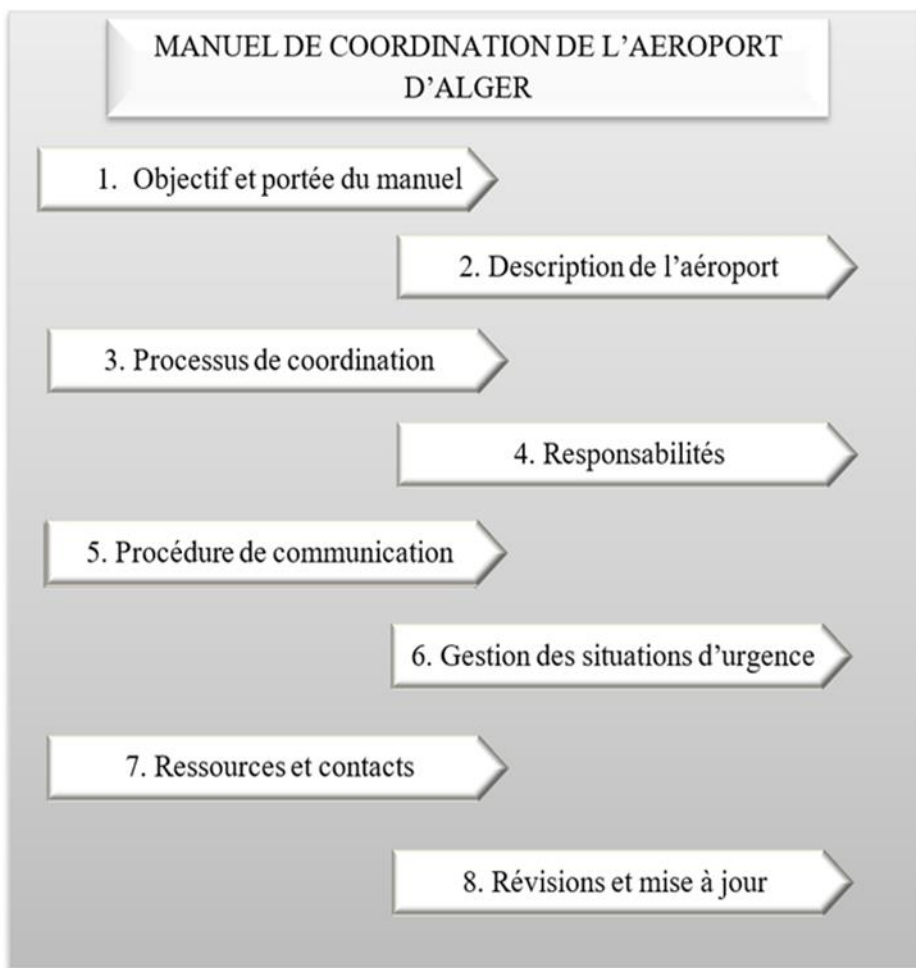 MANUEL DE COORDINATION DE L’AEROPORT
D’ALGER
1. Objectif et portée du manuel
2. Description de l’aéroport
3. Processus de coordination
4. Responsabilités
5. Procédure de communication
6. Gestion des situations d’urgence
7. Ressources et contacts
8. Révisions et mise à jour